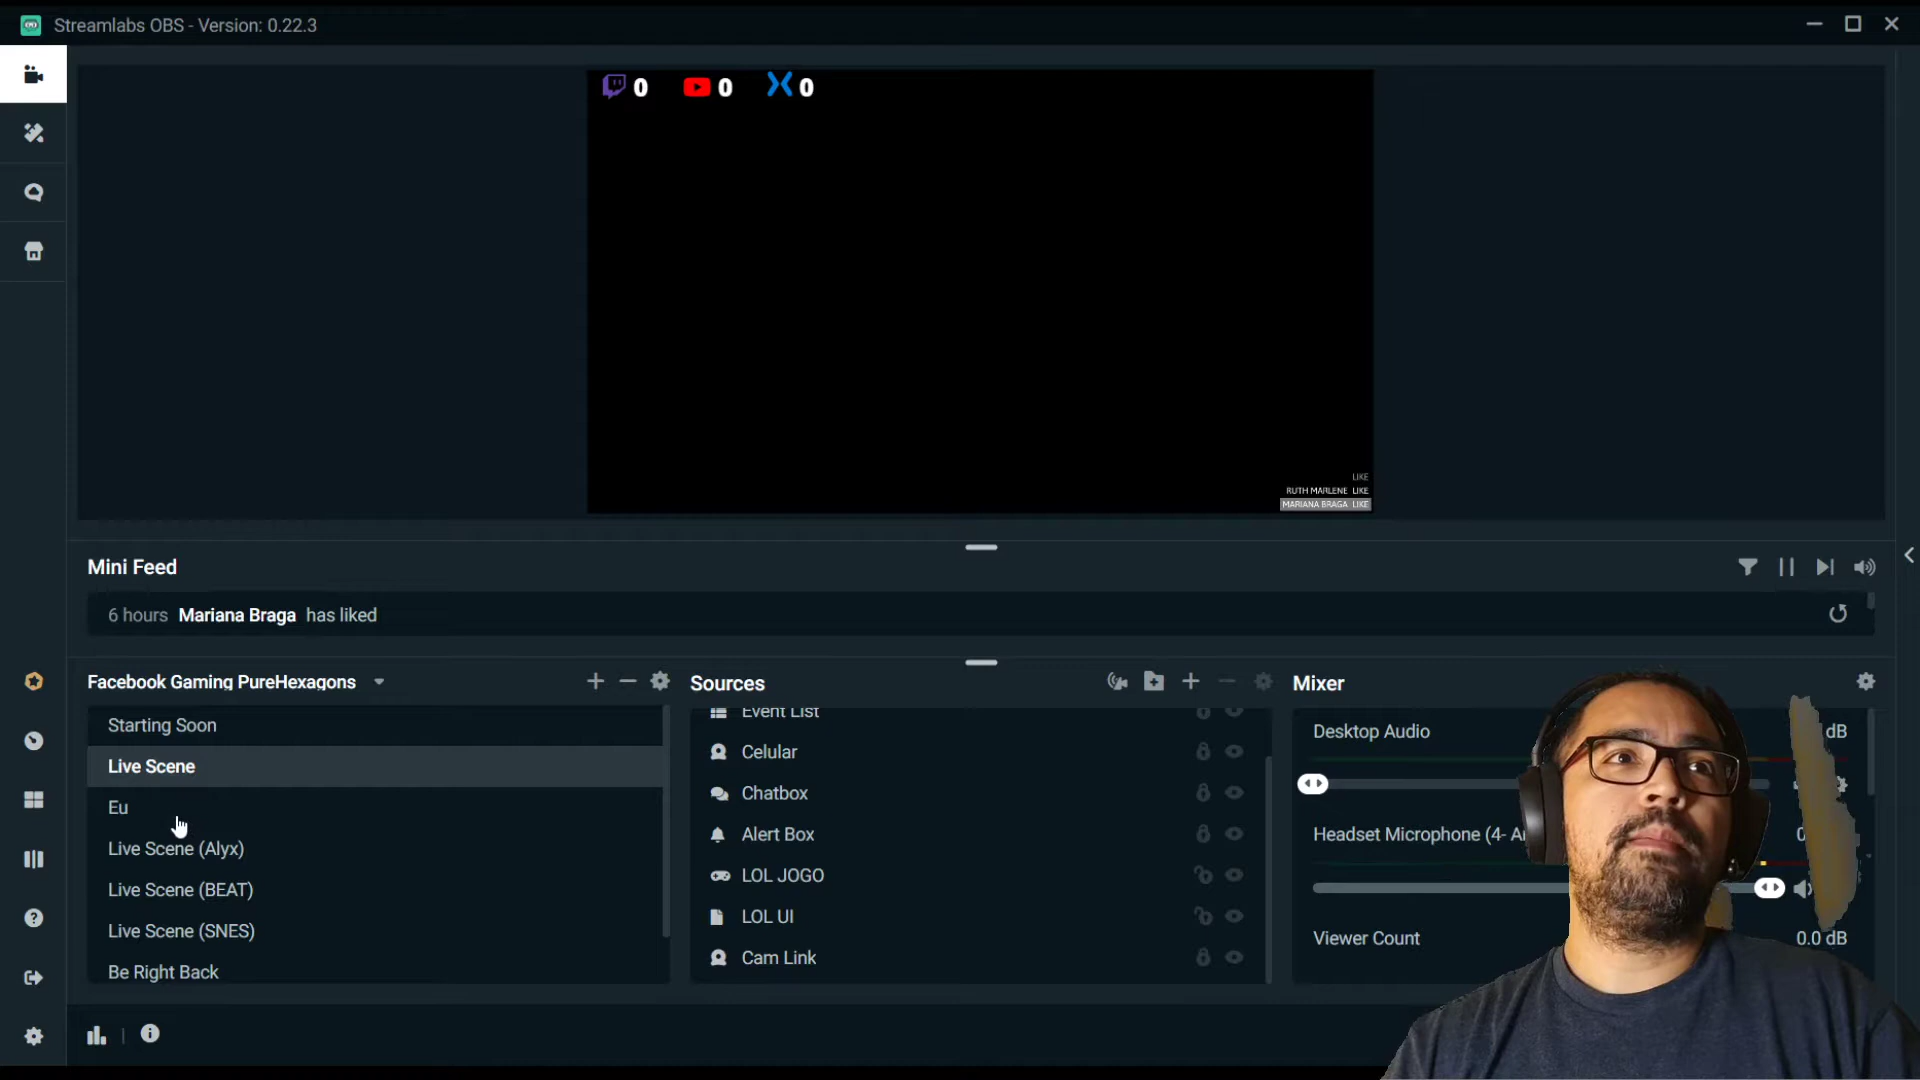 Streamlabs OBS - Version: 0.22.3
0 0 0
LIKE
RUTH MARLENE LIKE
MARIANA BRAGA LIKE
Mini Feed
6 hours Mariana Braga has liked
Facebook Gaming PureHexagons
Starting Soon
Live Scene
Eu
Live Scene (Alyx)
Live Scene (BEAT)
Live Scene (SNES)
Be Right Back
Sources
Event List
Celular
Chatbox
Alert Box
LOL JOGO
LOL UI
Cam Link
Mixer
Desktop Audio dB
Headset Microphone (4-
Viewer Count 0.0 dB